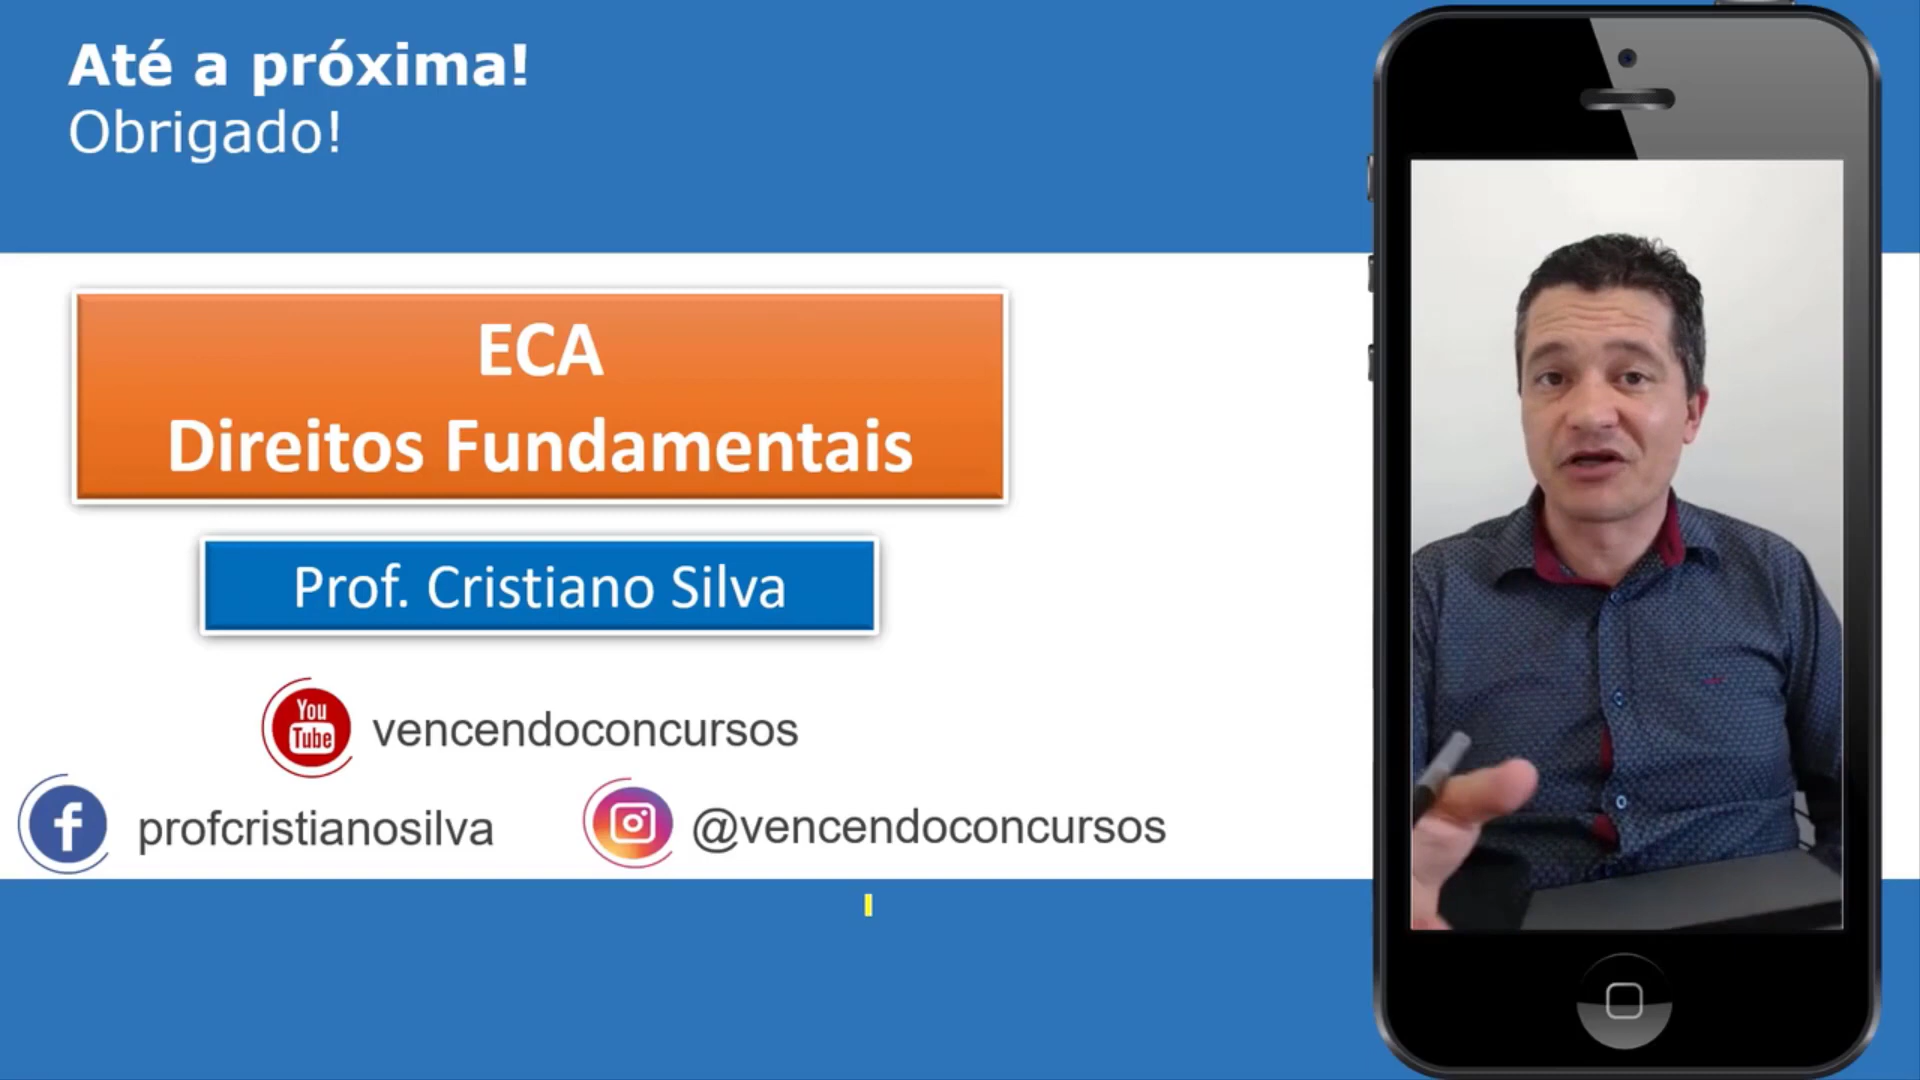 Até a próxima!
Obrigado!
ECA
Direitos Fundamentais
Prof. Cristiano Silva
You
Tube
vencendoconcursos
f
profcristianosilva
@vencendoconcursos